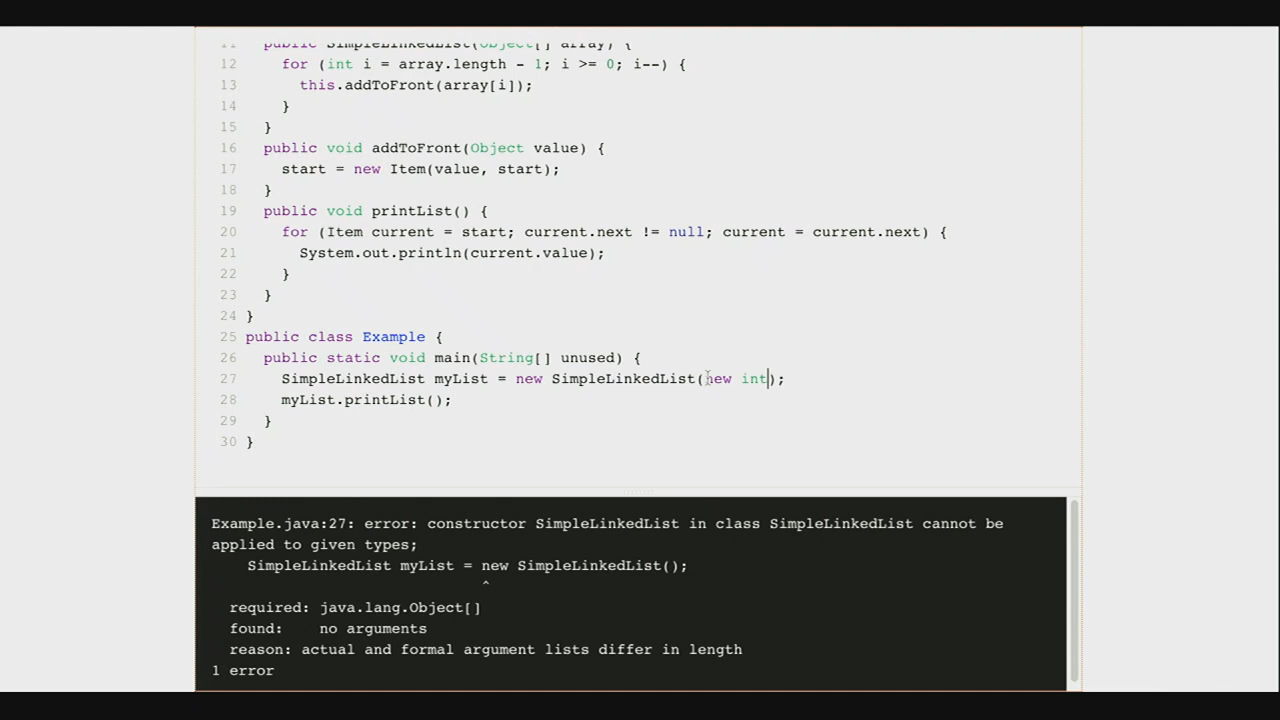 11   public SimpleLinkedList(Object[] array) {
12     for (int i = array.length - 1; i >= 0; i--) {
13       this.addToFront(array[i]);
14     }
15   }
16   public void addToFront(Object value) {
17     start = new Item(value, start);
18   }
19   public void printList() {
20     for (Item current = start; current.next != null; current = current.next) {
21       System.out.println(current.value);
22     }
23   }
24 }
25 public class Example {
26   public static void main(String[] unused) {
27     SimpleLinkedList myList = new SimpleLinkedList(new int);
28     myList.printList();
29   }
30 }
Example.java:27: error: constructor SimpleLinkedList in class SimpleLinkedList cannot be
applied to given types;
    SimpleLinkedList myList = new SimpleLinkedList();
                              ^
  required: java.lang.Object[]
  found:    no arguments
  reason: actual and formal argument lists differ in length
1 error